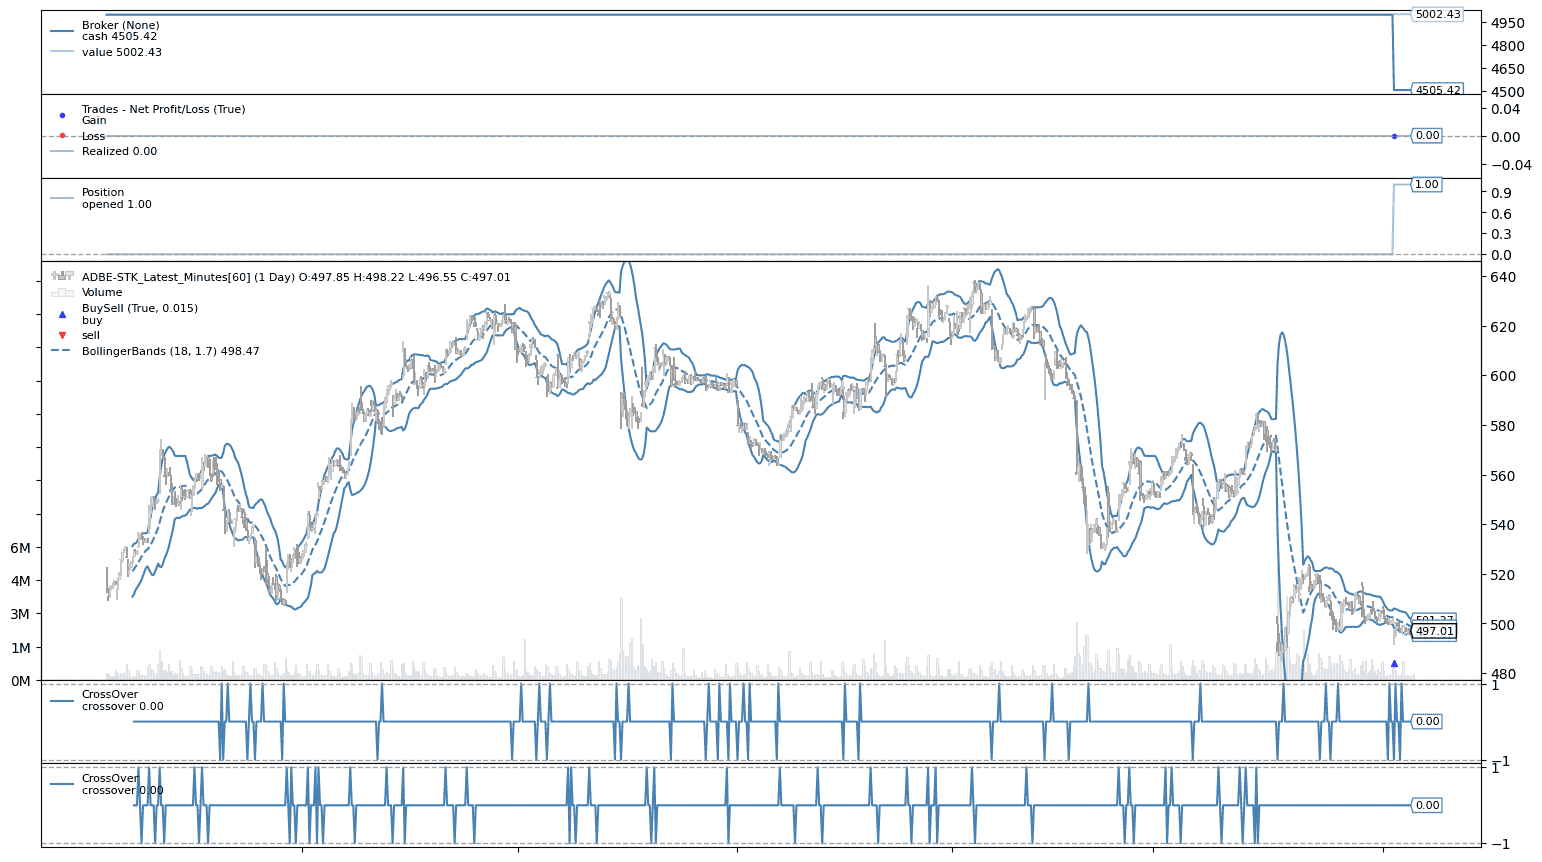 Broker (None)
cash 4505.42
value 5002.43
5002.43
4950
4800
4650
4500
4505.42
Trades - Net Profit/Loss (True)
Gain
Loss
Realized 0.00
0.04
0.00
0.00
−0.04
Position
opened 1.00
1.00
0.9
0.6
0.3
0.0
ADBE-STK_Latest_Minutes[60] (1 Day) O:497.85 H:498.22 L:496.55 C:497.01
Volume
BuySell (True, 0.015)
buy
sell
BollingerBands (18, 1.7) 498.47
640
620
600
580
560
540
520
500
480
6M
4M
3M
1M
0M
497.01
CrossOver
crossover 0.00
1
0.00
−1
CrossOver
crossover 0.00
1
0.00
−1